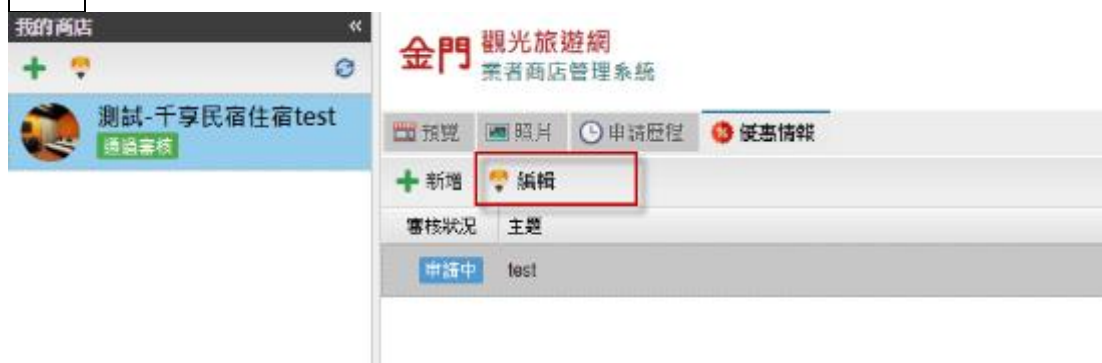 我的商店 «
測試-千享民宿住宿test
通過審核
金門 觀光旅遊網
業者商店管理系統
預覽 照片 申請歷程 優惠情報
新增 編輯
審核狀況 主題
申請中 test